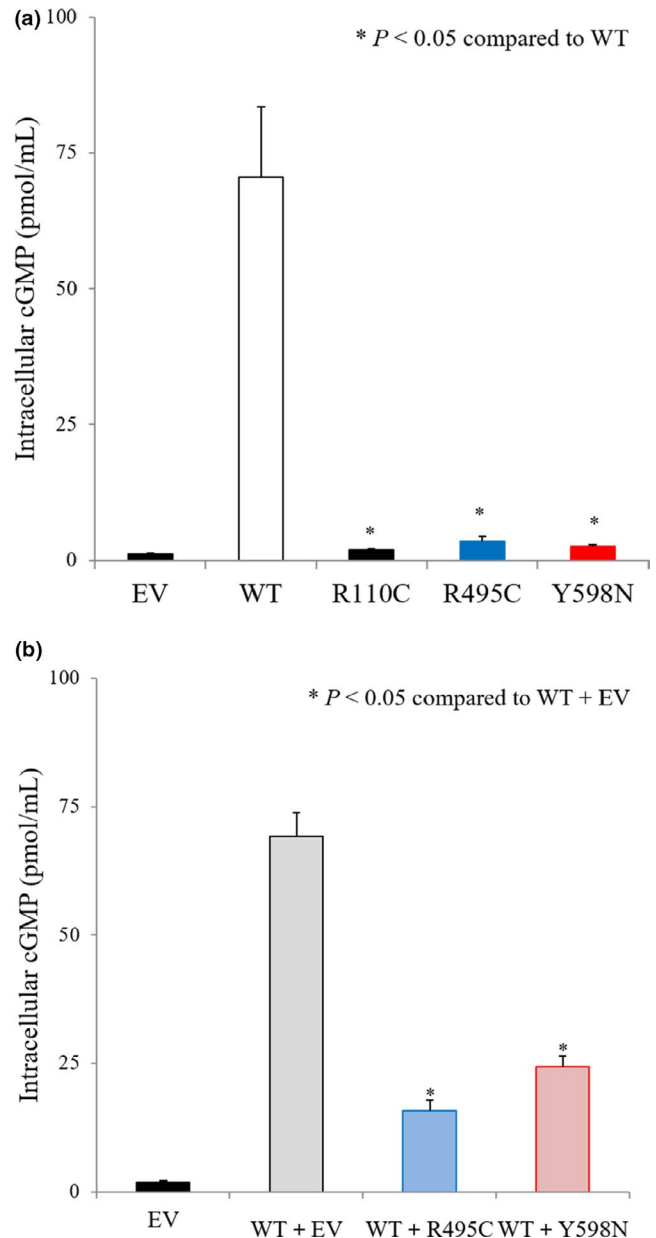 (a)
100
* P < 0.05 compared to WT
75
50
25
0
Intracellular cGMP (pmol/mL)
* * *
EV WT R110C R495C Y598N
(b)
100
* P < 0.05 compared to WT + EV
75
50
25
0
Intracellular cGMP (pmol/mL)
*
*
EV WT + EV WT + R495C WT + Y598N